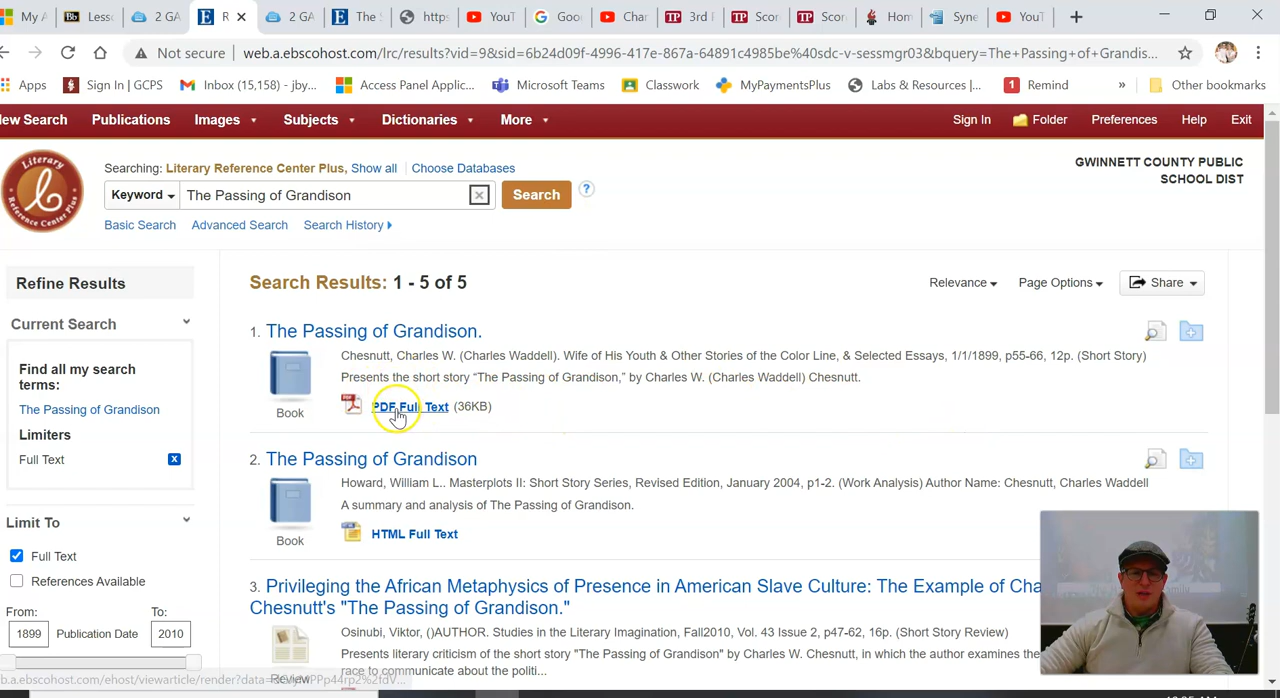 My A
Lesso
2 GA
R
2 GA
The S
https
YouT
Goo
Chan
3rd P
Scor
Scor
Hom
Syne
YouT
Not secure web.a.ebscohost.com/lrc/results?vid=9&sid=6b24d09f-4996-417e-867a-64891c4985be%40sdc-v-sessmgr03&bquery=The+Passing+of+Grandis...
Apps Sign In | GCPS Inbox (15,158) - jby... Access Panel Applic... Microsoft Teams Classwork MyPaymentsPlus Labs & Resources |... Remind » Other bookmarks
ew Search Publications Images Subjects Dictionaries More Sign In Folder Preferences Help Exit
Literary Reference Center Plus
Searching: Literary Reference Center Plus, Show all | Choose Databases
GWINNETT COUNTY PUBLIC
SCHOOL DIST
Keyword The Passing of Grandison Search ?
Basic Search Advanced Search Search History
Refine Results
Search Results: 1 - 5 of 5
Relevance Page Options Share
Current Search
Find all my search
terms:
The Passing of Grandison
Limiters
Full Text
1. The Passing of Grandison.
Chesnutt, Charles W. (Charles Waddell). Wife of His Youth & Other Stories of the Color Line, & Selected Essays, 1/1/1899, p55-66, 12p. (Short Story)
Presents the short story “The Passing of Grandison,” by Charles W. (Charles Waddell) Chesnutt.
Book
PDF Full Text (36KB)
2. The Passing of Grandison
Howard, William L.. Masterplots II: Short Story Series, Revised Edition, January 2004, p1-2. (Work Analysis) Author Name: Chesnutt, Charles Waddell
A summary and analysis of The Passing of Grandison.
Book
HTML Full Text
Limit To
Full Text
References Available
From: To:
1899 Publication Date 2010
3. Privileging the African Metaphysics of Presence in American Slave Culture: The Example of Cha
Chesnutt's "The Passing of Grandison."
Osinubi, Viktor, ()AUTHOR. Studies in the Literary Imagination, Fall2010, Vol. 43 Issue 2, p47-62, 16p. (Short Story Review)
Presents literary criticism of the short story "The Passing of Grandison" by Charles W. Chesnutt, in which the author examines the
race to communicate about the politi...
Review